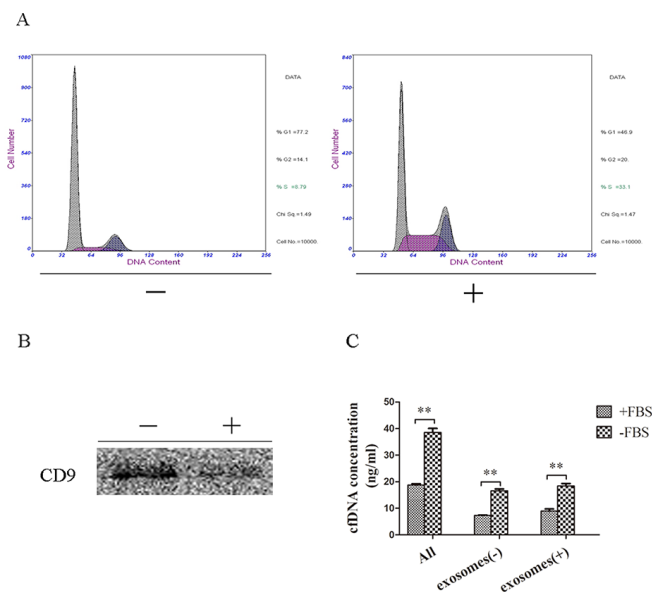 A
1080
900
720
540
360
180
0
0 32 64 96 128 160 192 224 256
Cell Number
DNA Content
DATA
% G1 =77.2
% G2 =14.1
% S =8.79
Chi Sq.=1.49
Cell No.=10000.
−
840
700
560
420
280
140
0
0 32 64 96 128 160 192 224 256
Cell Number
DNA Content
DATA
% G1 =46.9
% G2 =20.
% S =33.1
Chi Sq.=1.47
Cell No.=10000.
+
B
− +
CD9
C
cfDNA concentration
(ng/ml)
50
40
30
20
10
0
**
**
**
All
exosomes(-)
exosomes(+)
+FBS
-FBS